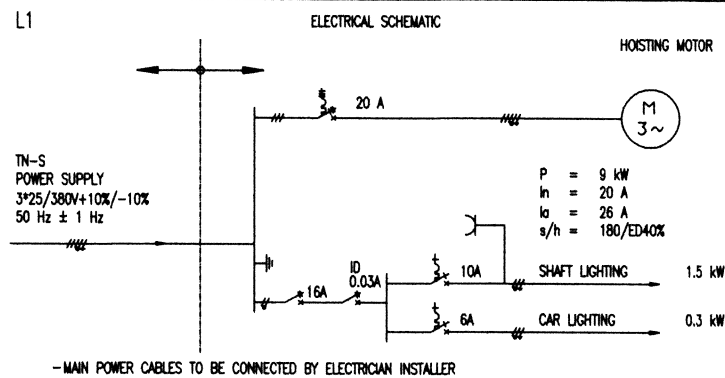 L1
ELECTRICAL SCHEMATIC
HOISTING MOTOR
20 A
M
3~
TN-S
POWER SUPPLY
3*25/380V+10%/-10%
50 Hz ± 1 Hz
P = 9 kW
In = 20 A
Ia = 26 A
s/h = 180/ED40%
ID
0.03A
16A
10A
SHAFT LIGHTING
1.5 kW
6A
CAR LIGHTING
0.3 kW
-MAIN POWER CABLES TO BE CONNECTED BY ELECTRICIAN INSTALLER